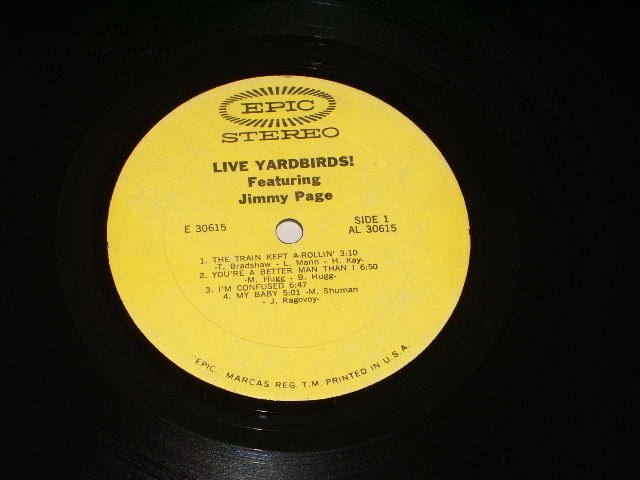 EPIC
STEREO
LIVE YARDBIRDS!
Featuring
Jimmy Page
E 30615
SIDE 1
AL 30615
1. THE TRAIN KEPT A-ROLLIN' 3:10
-T. Bradshaw - L. Mann - H. Kay-
2. YOU'RE A BETTER MAN THAN I 6:50
-M. Hugg - B. Hugg-
3. I'M CONFUSED 6:47
4. MY BABY 5:01 -M. Shuman
- J. Ragovoy-
"EPIC," MARCAS REG. T.M. PRINTED IN U.S.A.